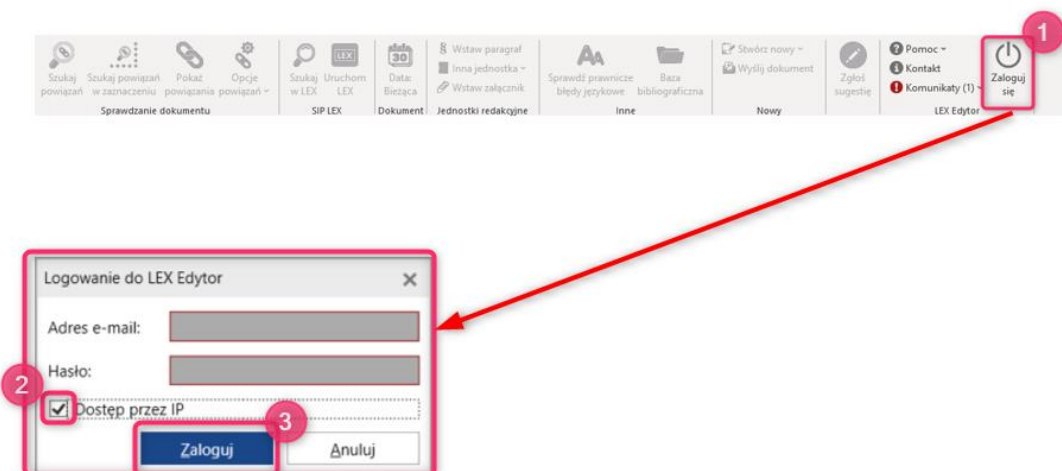 1
Szukaj powiązań
Szukaj powiązań w zaznaczeniu
Pokaż powiązania
Opcje powiązań
Sprawdzanie dokumentu
Szukaj w LEX
LEX
Uruchom LEX
SIP LEX
30
Data: Bieżąca
Dokument
§ Wstaw paragraf
Inna jednostka
Wstaw załącznik
Jednostki redakcyjne
AA
Sprawdź prawnicze błędy językowe
Baza bibliograficzna
Inne
Stwórz nowy
Wyślij dokument
Nowy
Zgłoś sugestię
? Pomoc
Kontakt
! Komunikaty (1)
LEX Edytor
Zaloguj się
Logowanie do LEX Edytor
Adres e-mail:
Hasło:
2
Dostęp przez IP
3
Zaloguj
Anuluj